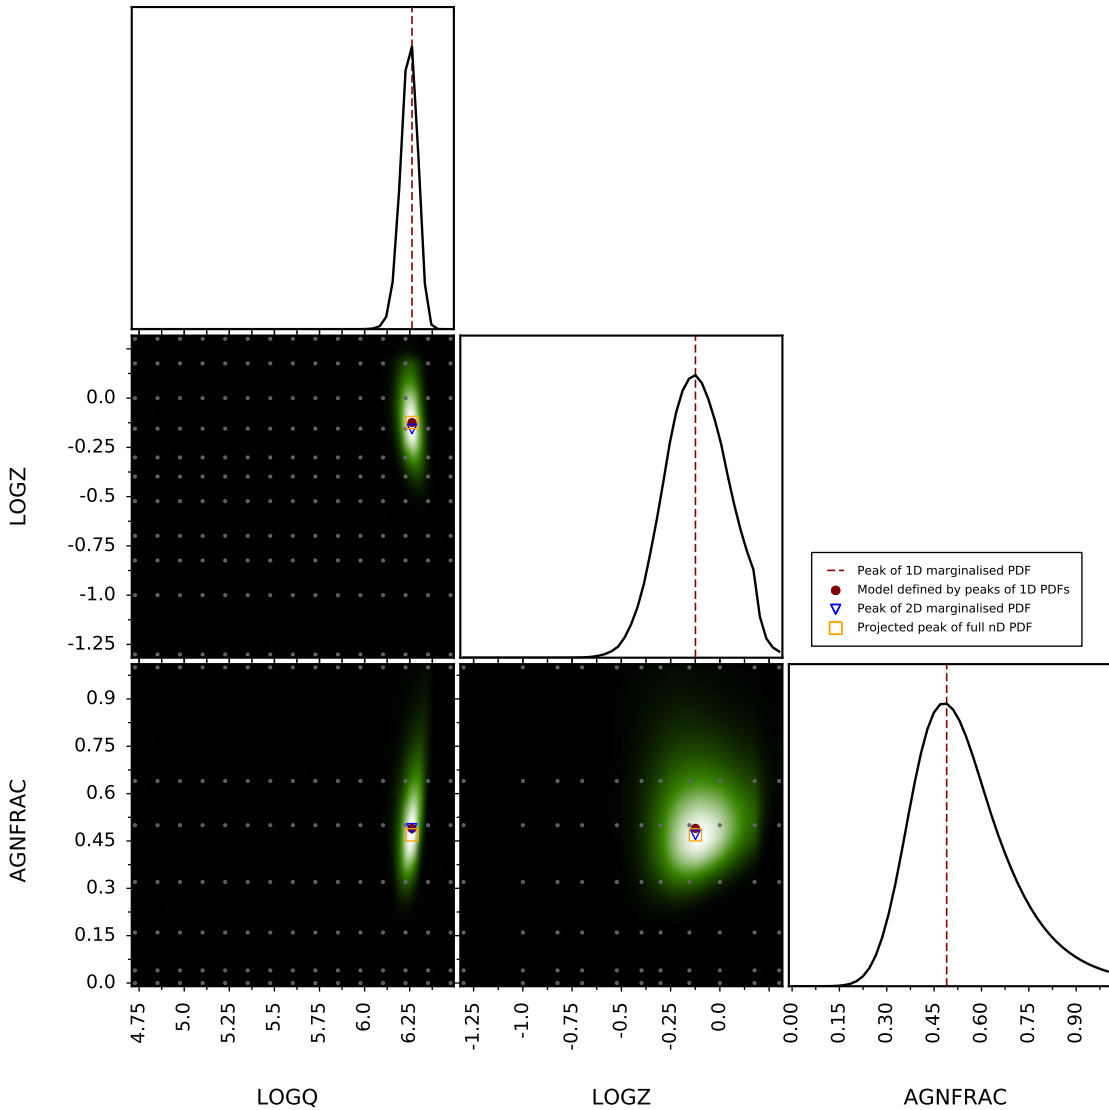 0.0
-0.25
LOGZ
-0.5
-0.75
-1.0
-1.25
Peak of 1D marginalised PDF
Model defined by peaks of 1D PDFs
Peak of 2D marginalised PDF
Projected peak of full nD PDF
0.9
0.75
0.6
AGNFRAC
0.45
0.3
0.15
0.0
4.75 5.0 5.25 5.5 5.75 6.0 6.25
-1.25 -1.0 -0.75 -0.5 -0.25 0.0
0.00 0.15 0.30 0.45 0.60 0.75 0.90
LOGQ
LOGZ
AGNFRAC